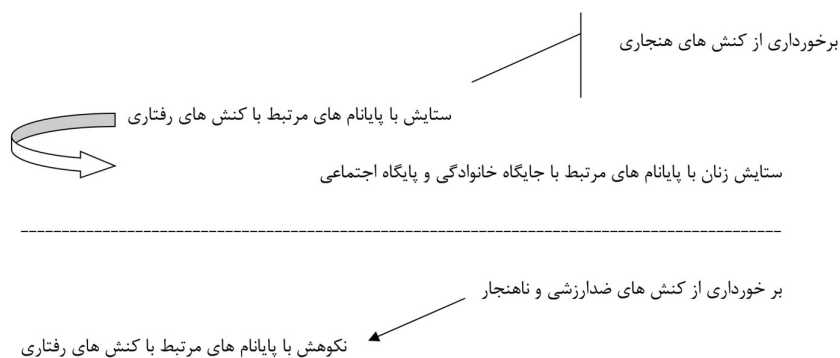 برخورداری از کنش های هنجاری
ستایش با پایانام های مرتبط با کنش های رفتاری
ستایش زنان با پایانام های مرتبط با جایگاه خانوادگی و پایگاه اجتماعی
بر خورداری از کنش های ضدارزشی و ناهنجار
نکوهش با پایانام های مرتبط با کنش های رفتاری